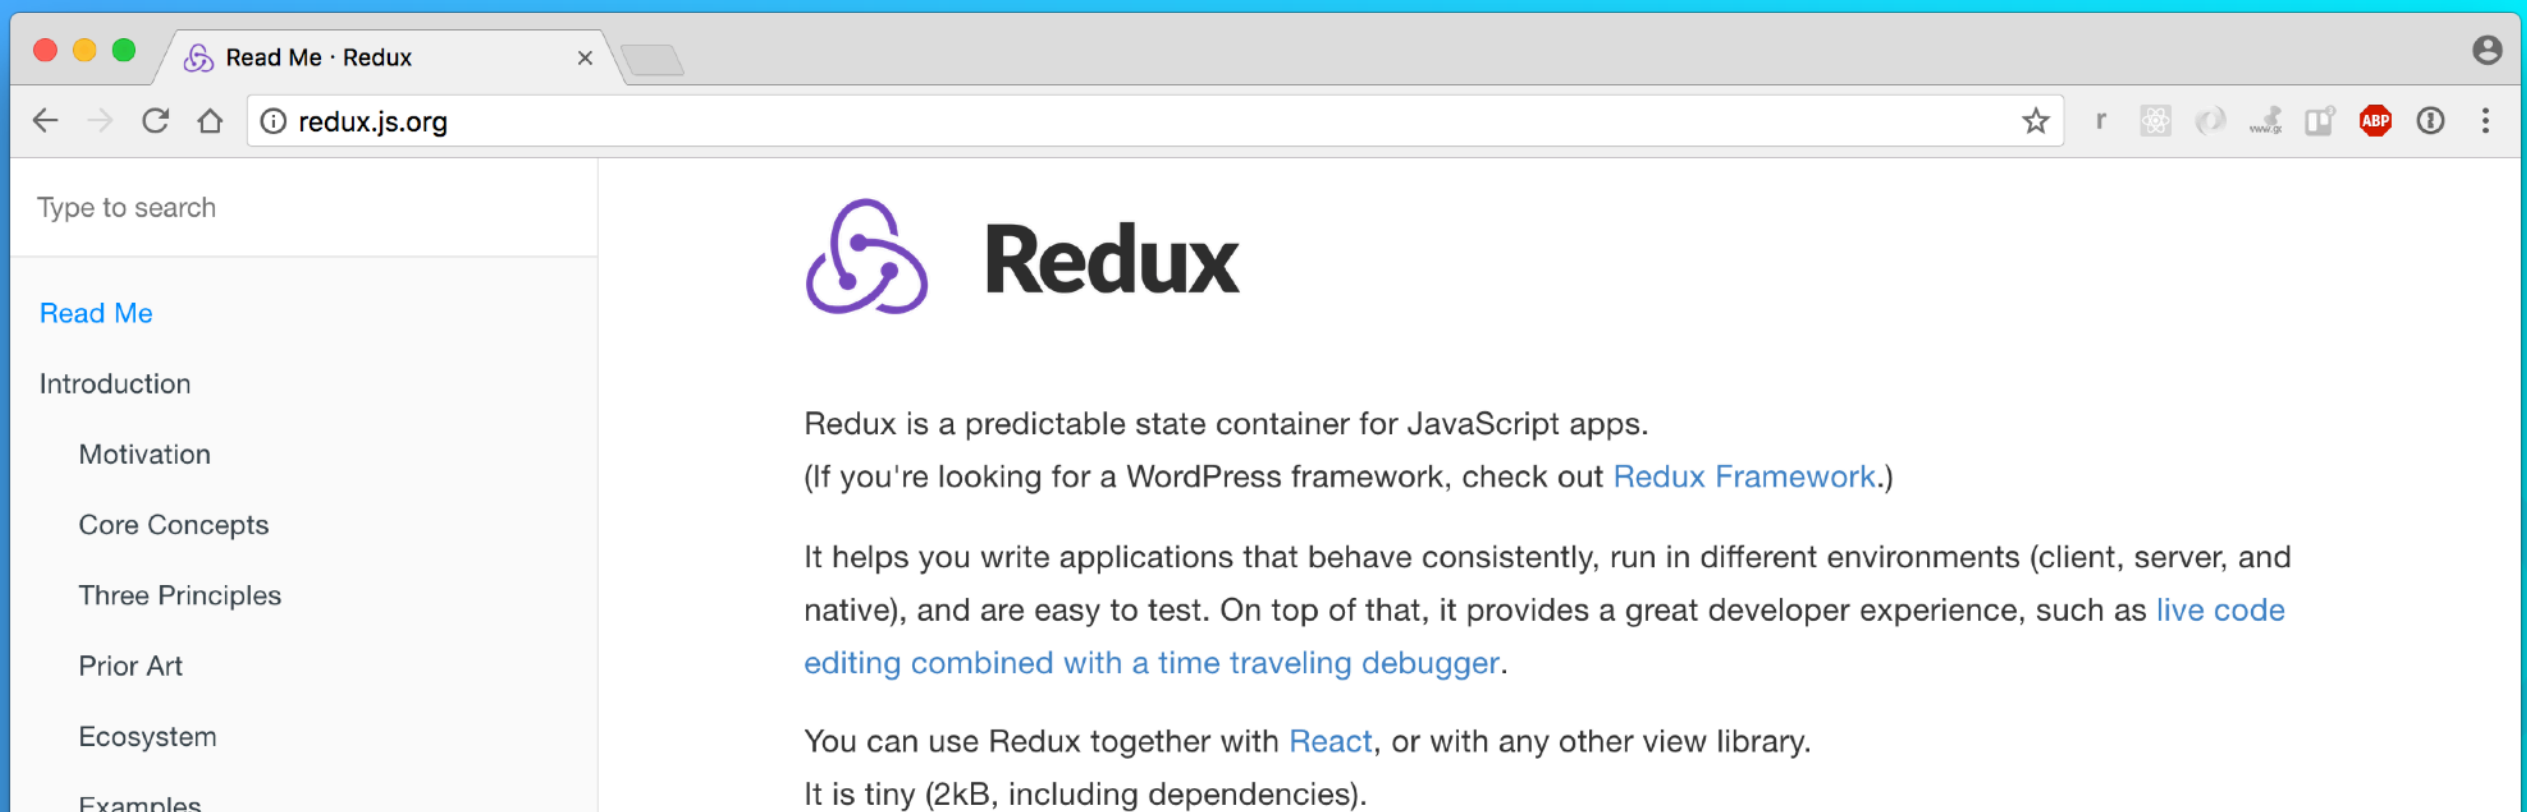 Read Me · Redux
redux.js.org
r
www.gc
ABP
Type to search
Read Me
Introduction
Motivation
Core Concepts
Three Principles
Prior Art
Ecosystem
Examples
Redux
Redux is a predictable state container for JavaScript apps.
(If you're looking for a WordPress framework, check out Redux Framework.)
It helps you write applications that behave consistently, run in different environments (client, server, and
native), and are easy to test. On top of that, it provides a great developer experience, such as live code
editing combined with a time traveling debugger.
You can use Redux together with React, or with any other view library.
It is tiny (2kB, including dependencies).